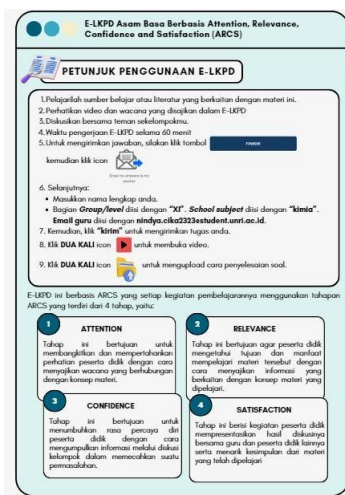 E-LKPD Asam Basa Berbasis Attention, Relevance,
Confidence and Satisfaction (ARCS)
PETUNJUK PENGGUNAAN E-LKPD
1.Pelajarilah sumber belajar atau literatur yang berkaitan dengan materi ini.
2.Perhatikan video dan wacana yang disajikan dalam E-LKPD
3.Diskusikan bersama teman sekelompokmu.
4.Waktu pengerjaan E-LKPD selama 60 menit
5.Untuk mengirimkan jawaban, silakan klik tombol
FINISH
kemudian klik icon
Email my answers to my
teacher
6. Selanjutnya:
• Masukkan nama lengkap anda.
• Bagian Group/level diisi dengan "XI". School subject diisi dengan "kimia".
Email guru diisi dengan nindya.cika2323estudent.unri.ac.id.
7. Kemudian, klik "kirim" untuk mengirimkan tugas anda.
8. Klik DUA KALI icon untuk membuka video.
9. Klik DUA KALI icon untuk mengupload cara penyelesaian soal.
E-LKPD ini berbasis ARCS yang setiap kegiatan pembelajarannya menggunakan tahapan
ARCS yang terdiri dari 4 tahap, yaitu:
1
ATTENTION
Tahap ini bertujuan untuk
membangkitkan dan mempertahankan
perhatian peserta didik dengan cara
menyajikan wacana yang berhubungan
dengan konsep materi.
2
RELEVANCE
Tahap ini bertujuan agar peserta didik
mengetahui tujuan dan manfaat
mempelajari materi tersebut dengan
cara menyajikan informasi yang
berkaitan dengan konsep materi yang
dipelajari.
3
CONFIDENCE
Tahap ini bertujuan untuk
menumbuhkan rasa percaya diri
peserta didik dengan cara
mengumpulkan informasi melalui diskusi
kelompok dalam memecahkan suatu
permasalahan.
4
SATISFACTION
Tahap ini berisi kegiatan peserta didik
mempresentasikan hasil diskusinya
bersama guru dan peserta didik lainnya
serta menarik kesimpulan dari materi
yang telah dipelajari